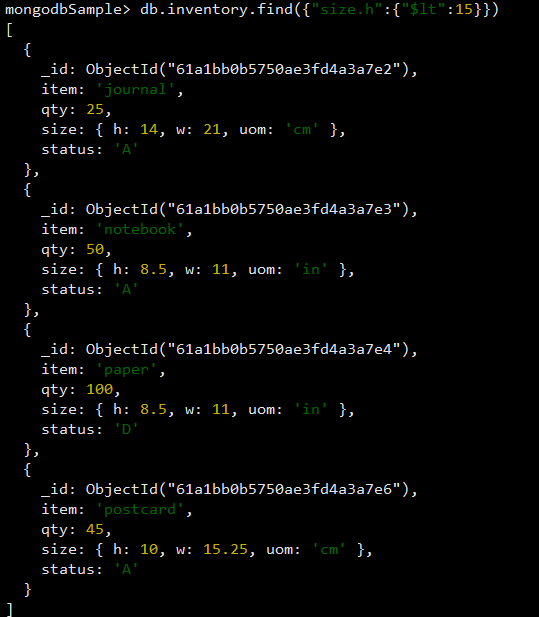 mongodbSample> db.inventory.find({"size.h":{"$lt":15}})
[
  {
    _id: ObjectId("61a1bb0b5750ae3fd4a3a7e2"),
    item: 'journal',
    qty: 25,
    size: { h: 14, w: 21, uom: 'cm' },
    status: 'A'
  },
  {
    _id: ObjectId("61a1bb0b5750ae3fd4a3a7e3"),
    item: 'notebook',
    qty: 50,
    size: { h: 8.5, w: 11, uom: 'in' },
    status: 'A'
  },
  {
    _id: ObjectId("61a1bb0b5750ae3fd4a3a7e4"),
    item: 'paper',
    qty: 100,
    size: { h: 8.5, w: 11, uom: 'in' },
    status: 'D'
  },
  {
    _id: ObjectId("61a1bb0b5750ae3fd4a3a7e6"),
    item: 'postcard',
    qty: 45,
    size: { h: 10, w: 15.25, uom: 'cm' },
    status: 'A'
  }
]